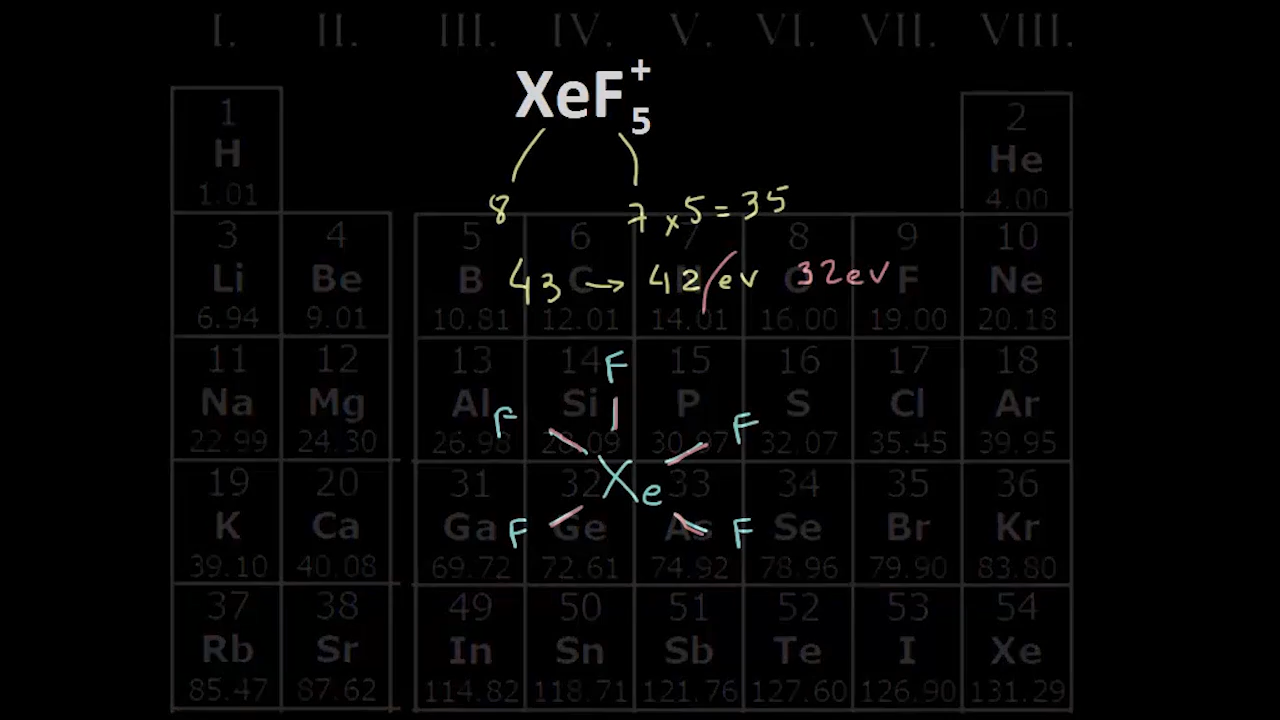 I. II. III. IV. V. VI. VII. VIII.
XeF5+
1 2
H He
1.01 4.00
8 7 x 5 = 35
3 4 5 6 7 8 9 10
Li Be B C N O F Ne
43 → 42 ev 32 ev
6.94 9.01 10.81 12.01 14.01 16.00 19.00 20.18
11 12 13 14 15 16 17 18
F
Na Mg Al Si P S Cl Ar
F F
22.99 24.30 26.98 28.09 30.97 32.07 35.45 39.95
19 20 31 32 33 34 35 36
Xe
K Ca Ga Ge As Se Br Kr
F F
39.10 40.08 69.72 72.61 74.92 78.96 79.90 83.80
37 38 49 50 51 52 53 54
Rb Sr In Sn Sb Te I Xe
85.47 87.62 114.82 118.71 121.76 127.60 126.90 131.29